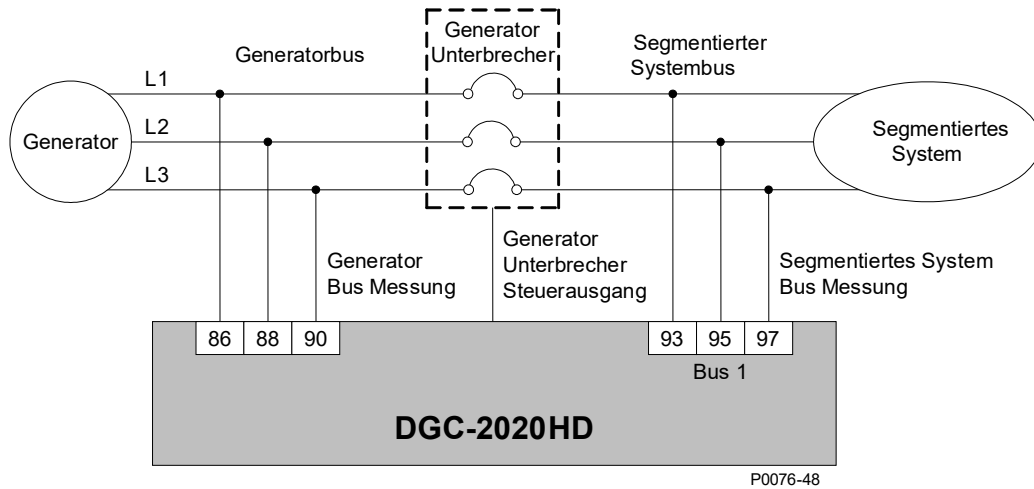 Generator
Unterbrecher
Generatorbus
Segmentierter
Systembus
L1
L2
L3
Generator
Segmentiertes
System
Generator
Bus Messung
Generator
Unterbrecher
Steuerausgang
Segmentiertes System
Bus Messung
86 88 90
93 95 97
Bus 1
DGC-2020HD
P0076-48